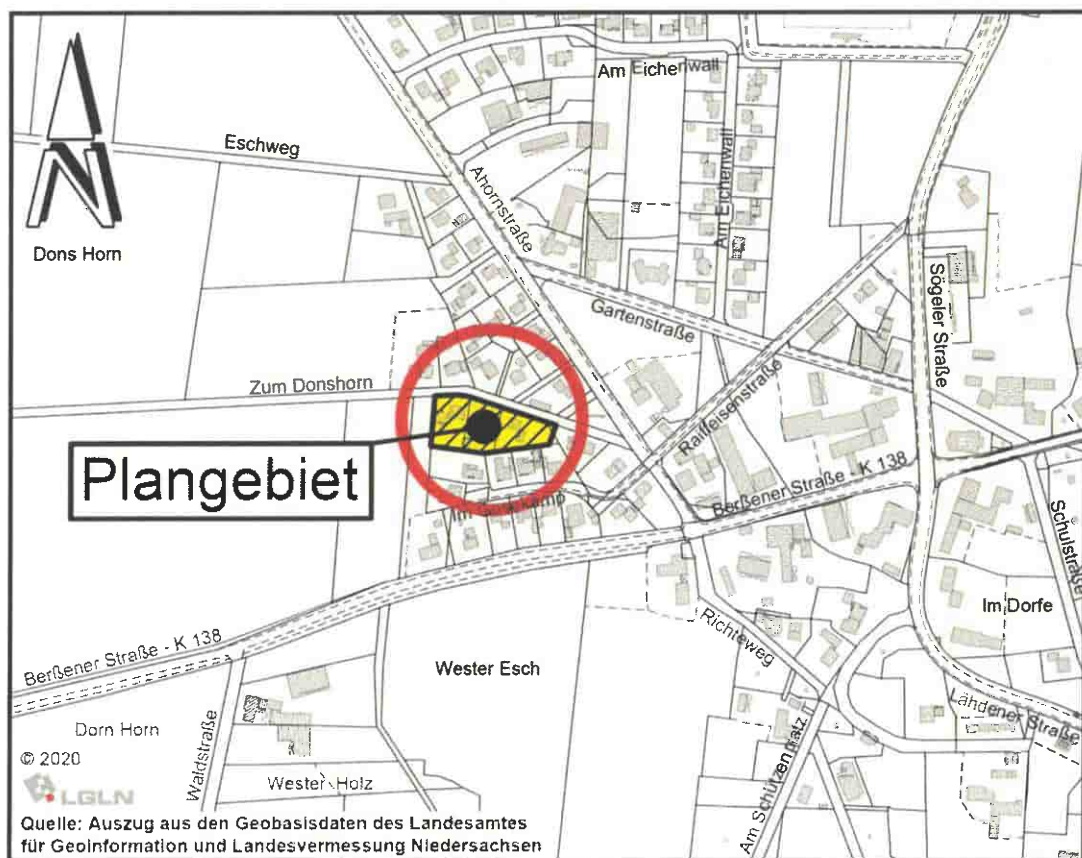 Am Eichenwall
Eschweg
Ahornstraße
Am Eichenwall
N
Dons Horn
Sögeler Straße
Gartenstraße
Zum Donshorn
Raiffeisenstraße
Plangebiet
Berßener Straße - K 138
Schulstraße
Im Dorfe
Richteweg
Berßener Straße - K 138
Wester Esch
Lähdener Straße
Dorn Horn
Waldstraße
Am Schützenplatz
© 2020
Wester Holz
LGLN
Quelle: Auszug aus den Geobasisdaten des Landesamtes
für Geoinformation und Landesvermessung Niedersachsen